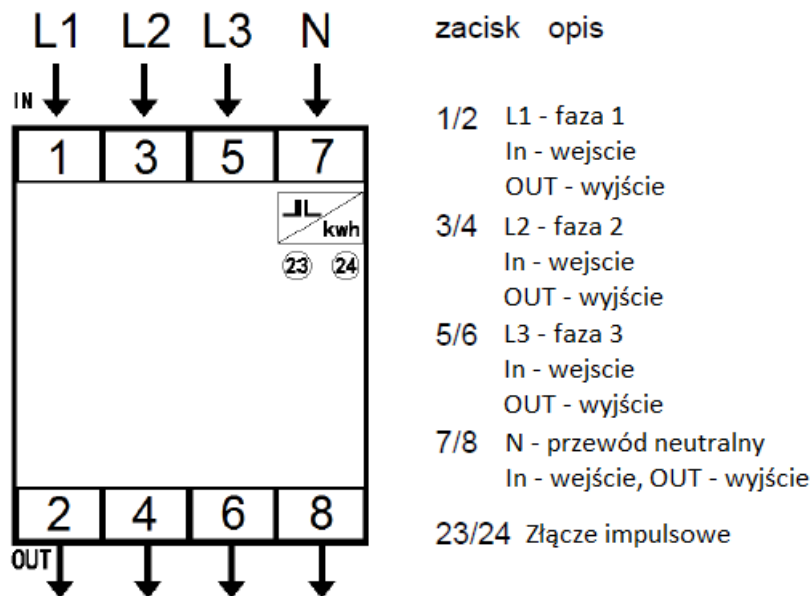 L1 L2 L3 N
IN
1 3 5 7
kwh
23 24
2 4 6 8
OUT
zacisk opis
1/2 L1 - faza 1
In - wejscie
OUT - wyjście
3/4 L2 - faza 2
In - wejscie
OUT - wyjście
5/6 L3 - faza 3
In - wejscie
OUT - wyjście
7/8 N - przewód neutralny
In - wejście, OUT - wyjście
23/24 Złącze impulsowe